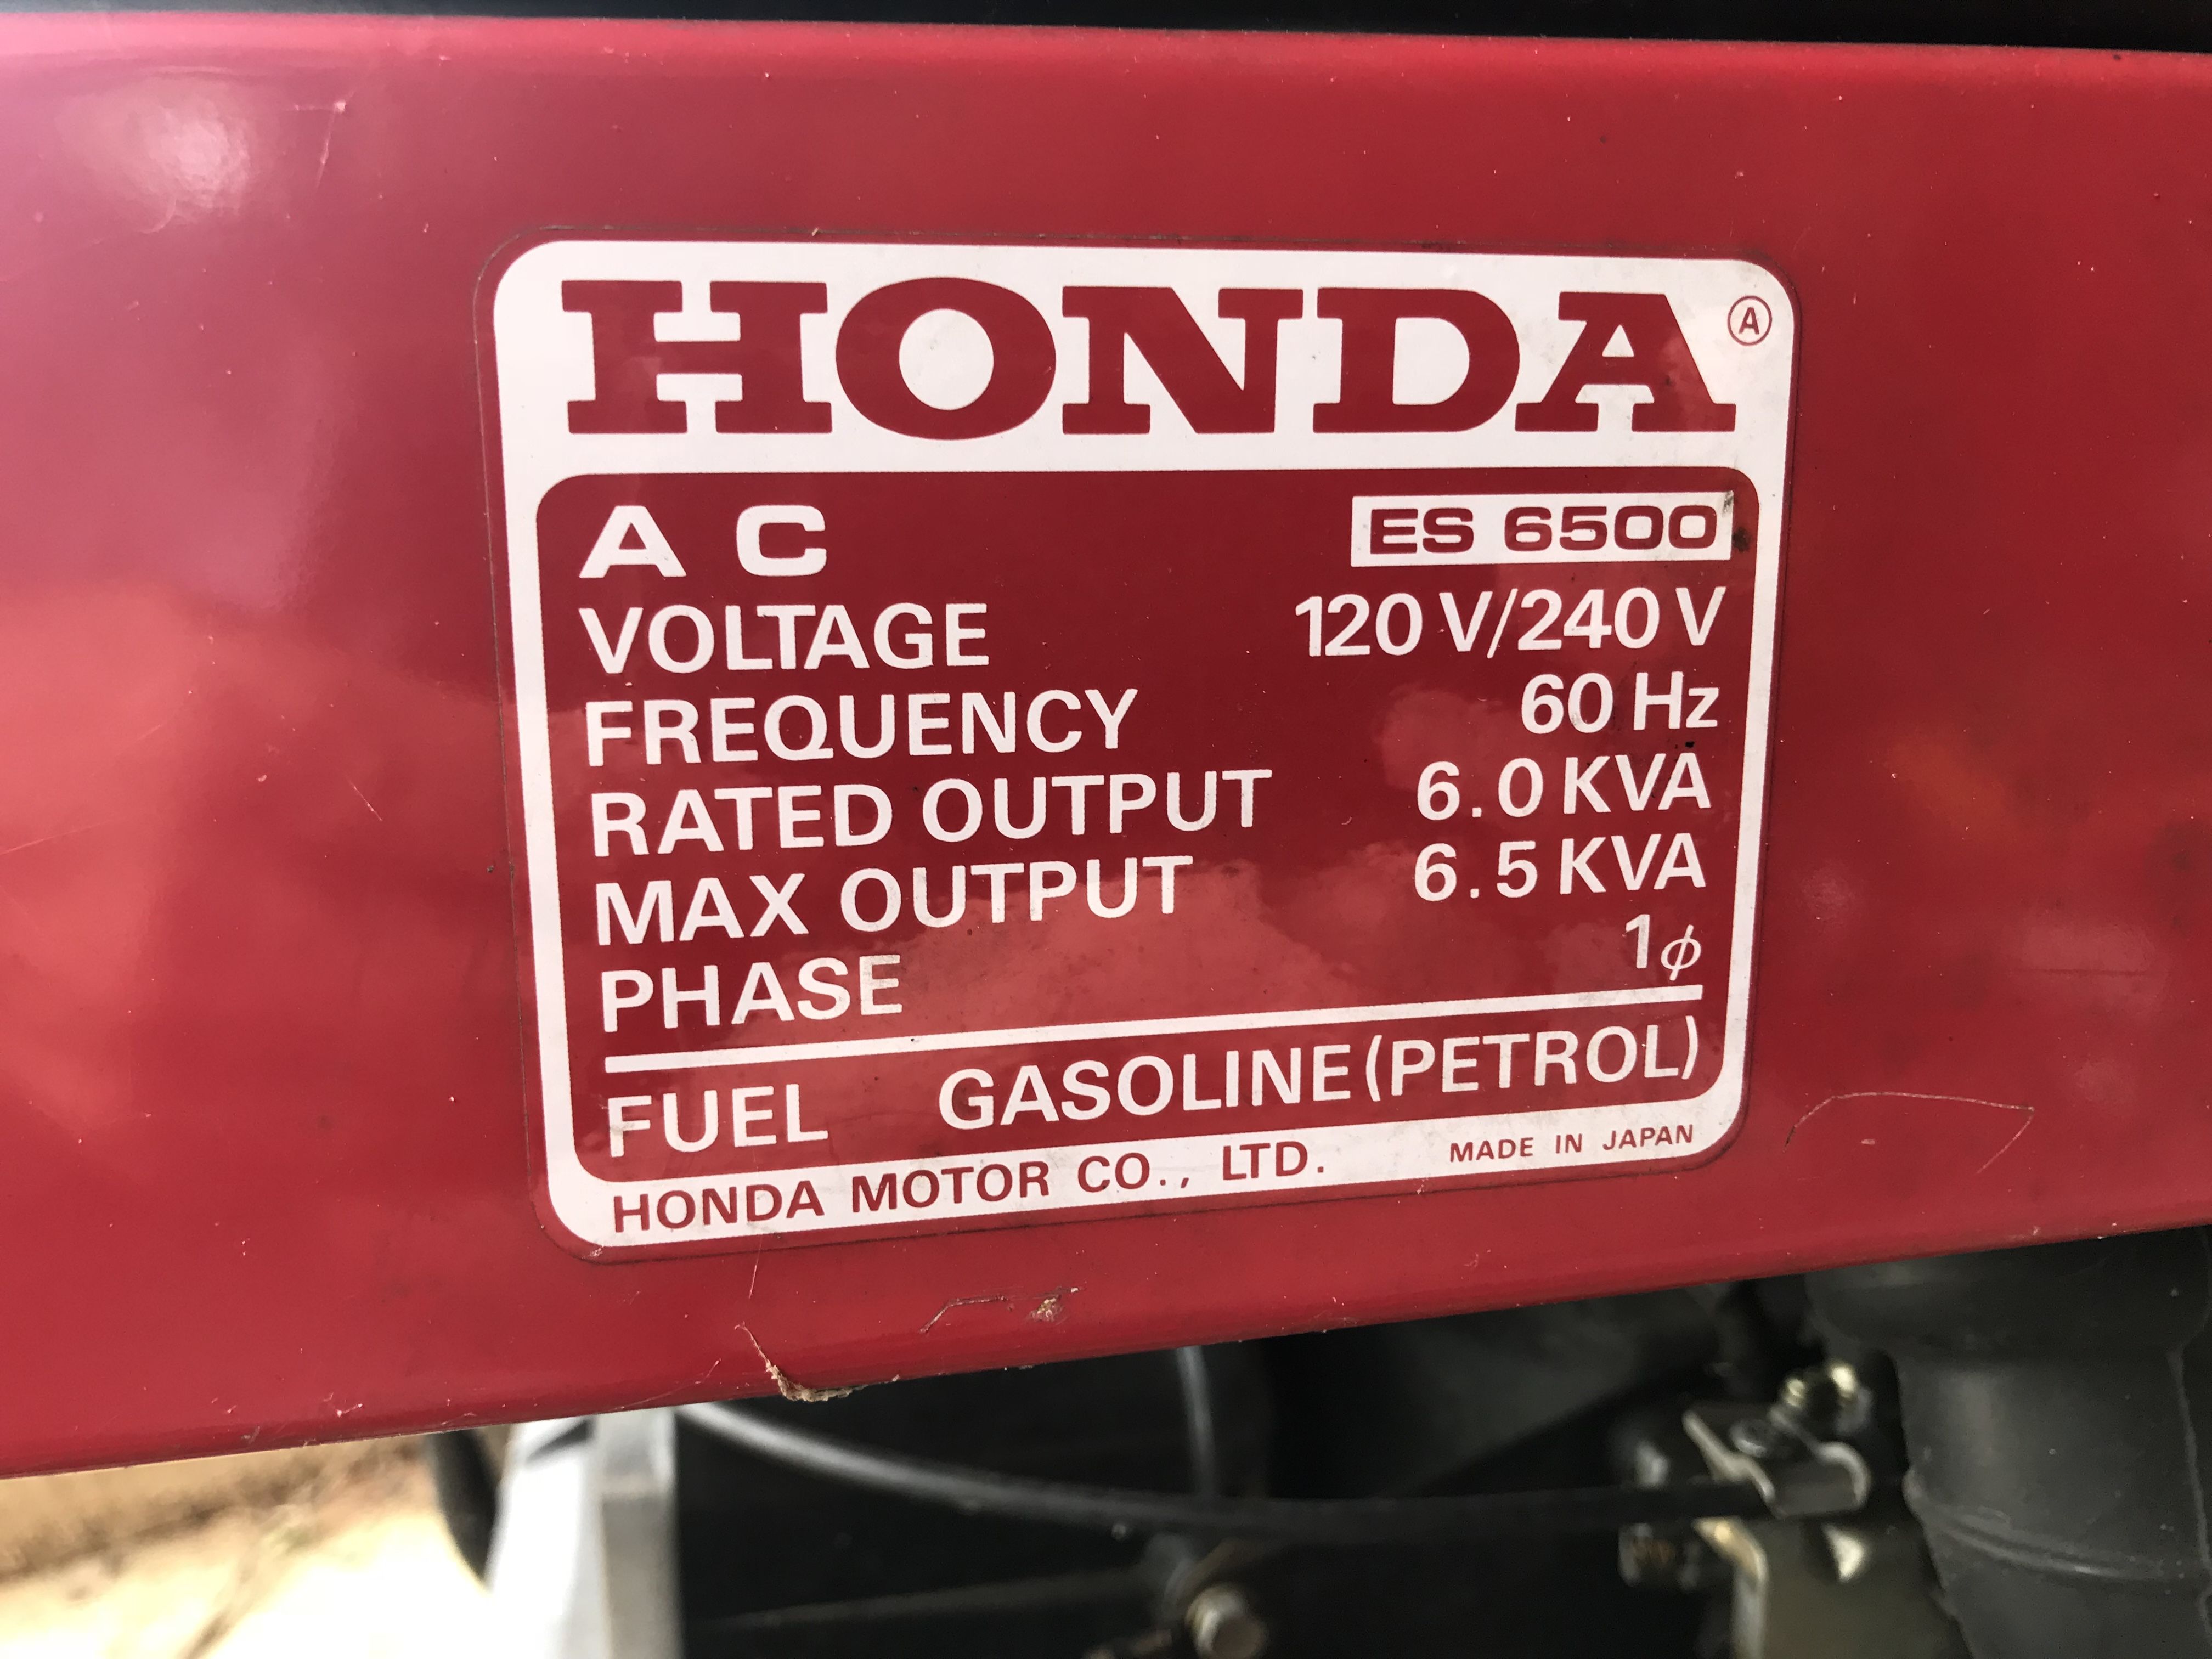 HONDA Ⓐ
A C ES 6500
VOLTAGE 120 V/240 V
FREQUENCY 60 Hz
RATED OUTPUT 6.0 KVA
MAX OUTPUT 6.5 KVA
PHASE 1ϕ
FUEL GASOLINE(PETROL)
HONDA MOTOR CO., LTD. MADE IN JAPAN